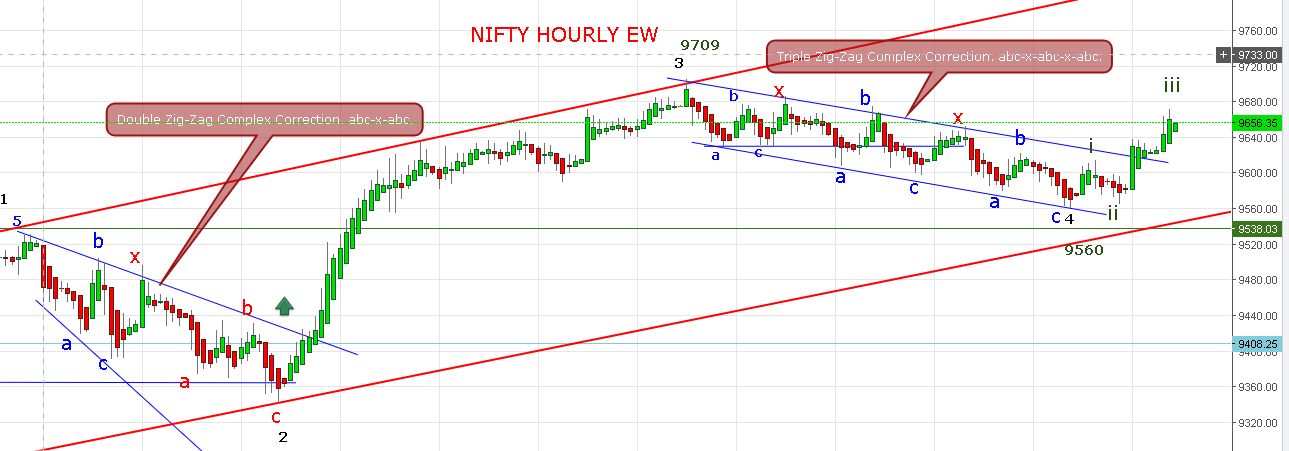 NIFTY HOURLY EW
9709
3
Triple Zig-Zag Complex Correction. abc-x-abc-x-abc.
Double Zig-Zag Complex Correction. abc-x-abc.
1
5
b
x
a
c
b
a
c
2
b
x
a
c
b
x
a
c
b
i
a
c
4
ii
iii
9560
9760.00
+ 9733.00
9720.00
9680.00
9656.35
9640.00
9600.00
9560.00
9538.03
9520.00
9480.00
9440.00
9408.25
9400.00
9360.00
9320.00